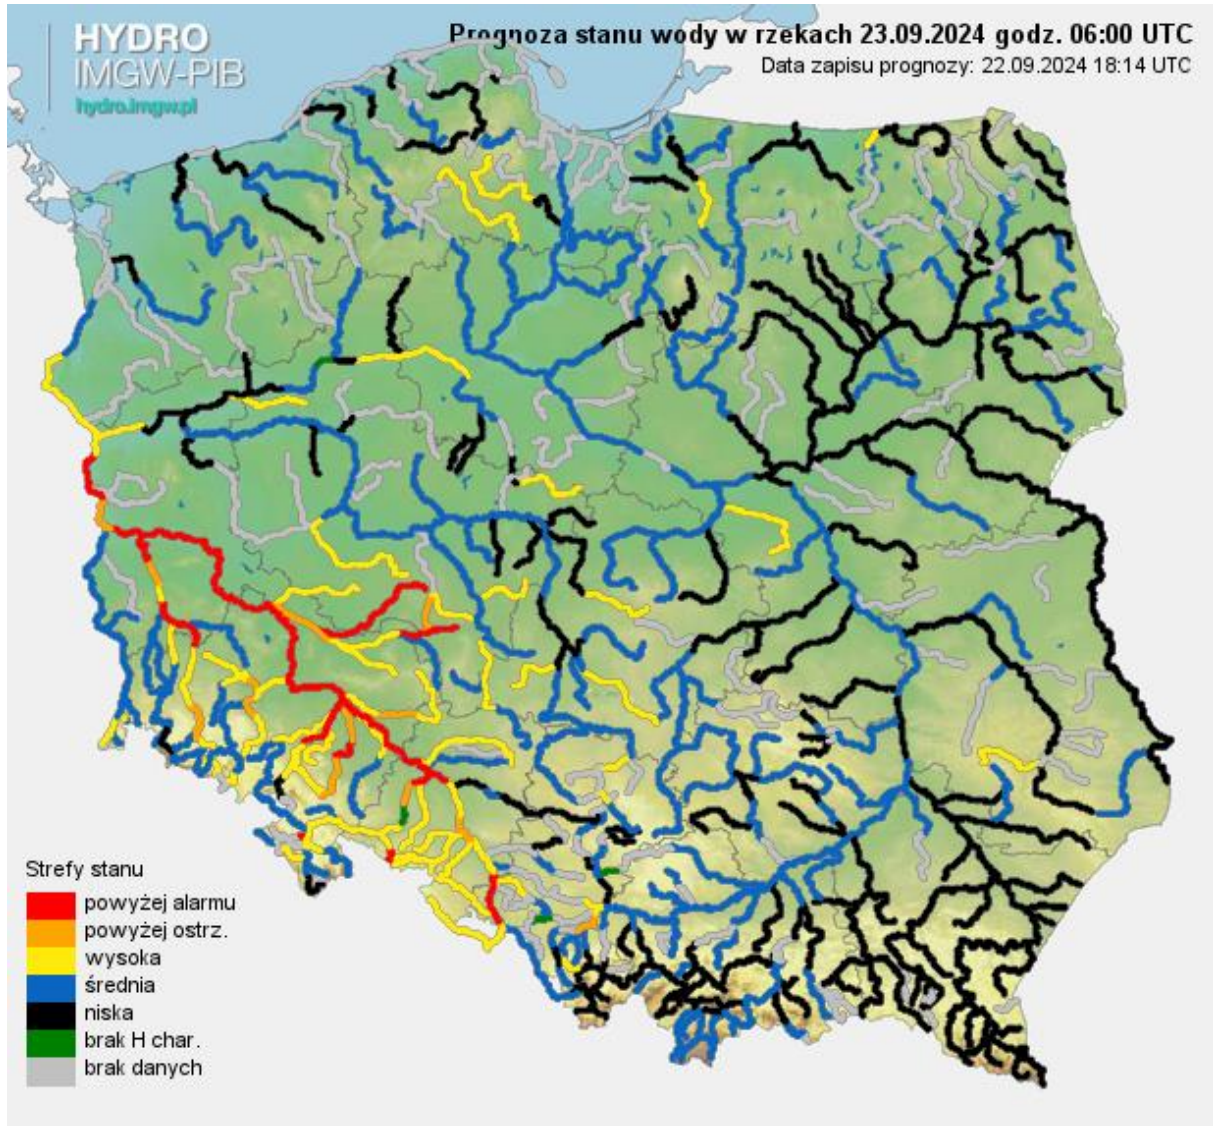 HYDRO
IMGW-PIB
hydro.imgw.pl
Prognoza stanu wody w rzekach 23.09.2024 godz. 06:00 UTC
Data zapisu prognozy: 22.09.2024 18:14 UTC
Strefy stanu
powyżej alarmu
powyżej ostrz.
wysoka
średnia
niska
brak H char.
brak danych